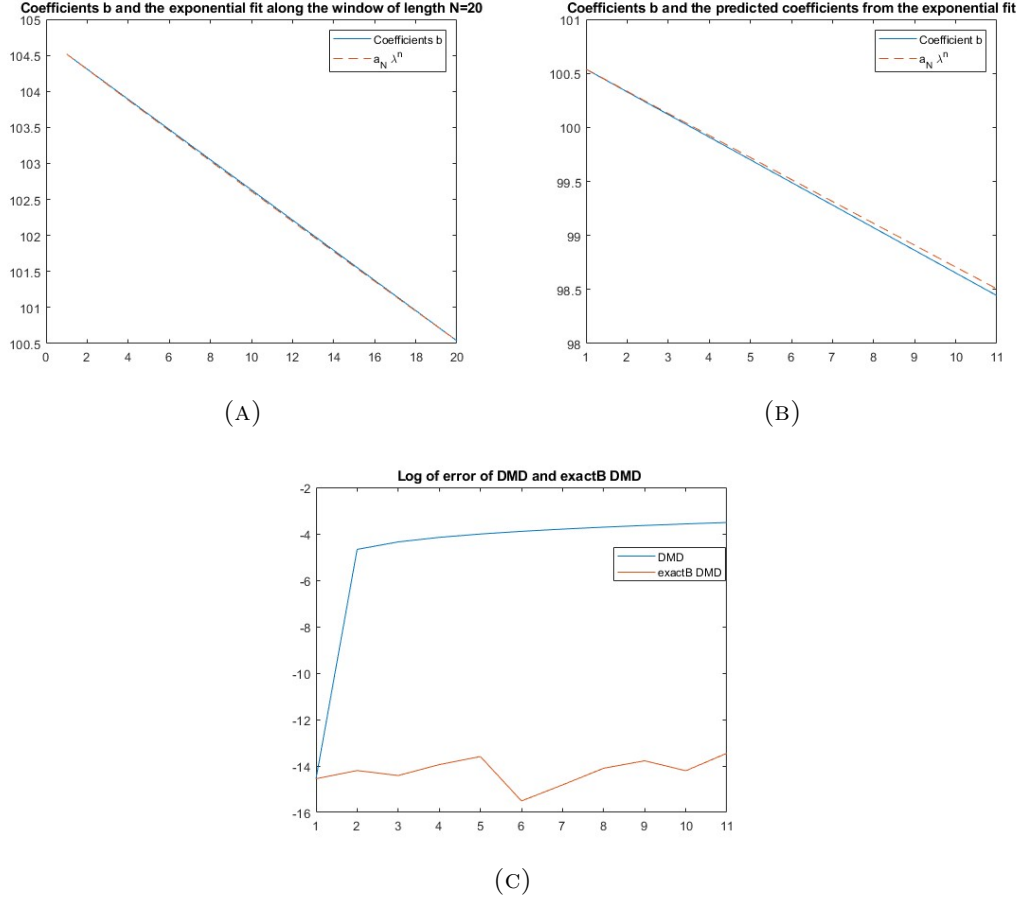 Coefficients b and the exponential fit along the window of length N=20
105
104.5
104
103.5
103
102.5
102
101.5
101
100.5
0 2 4 6 8 10 12 14 16 18 20
Coefficients b
a_N λ^n
(A)
Coefficients b and the predicted coefficients from the exponential fit
101
100.5
100
99.5
99
98.5
98
1 2 3 4 5 6 7 8 9 10 11
Coefficient b
a_N λ^n
(B)
Log of error of DMD and exactB DMD
-2
-4
-6
-8
-10
-12
-14
-16
1 2 3 4 5 6 7 8 9 10 11
DMD
exactB DMD
(C)